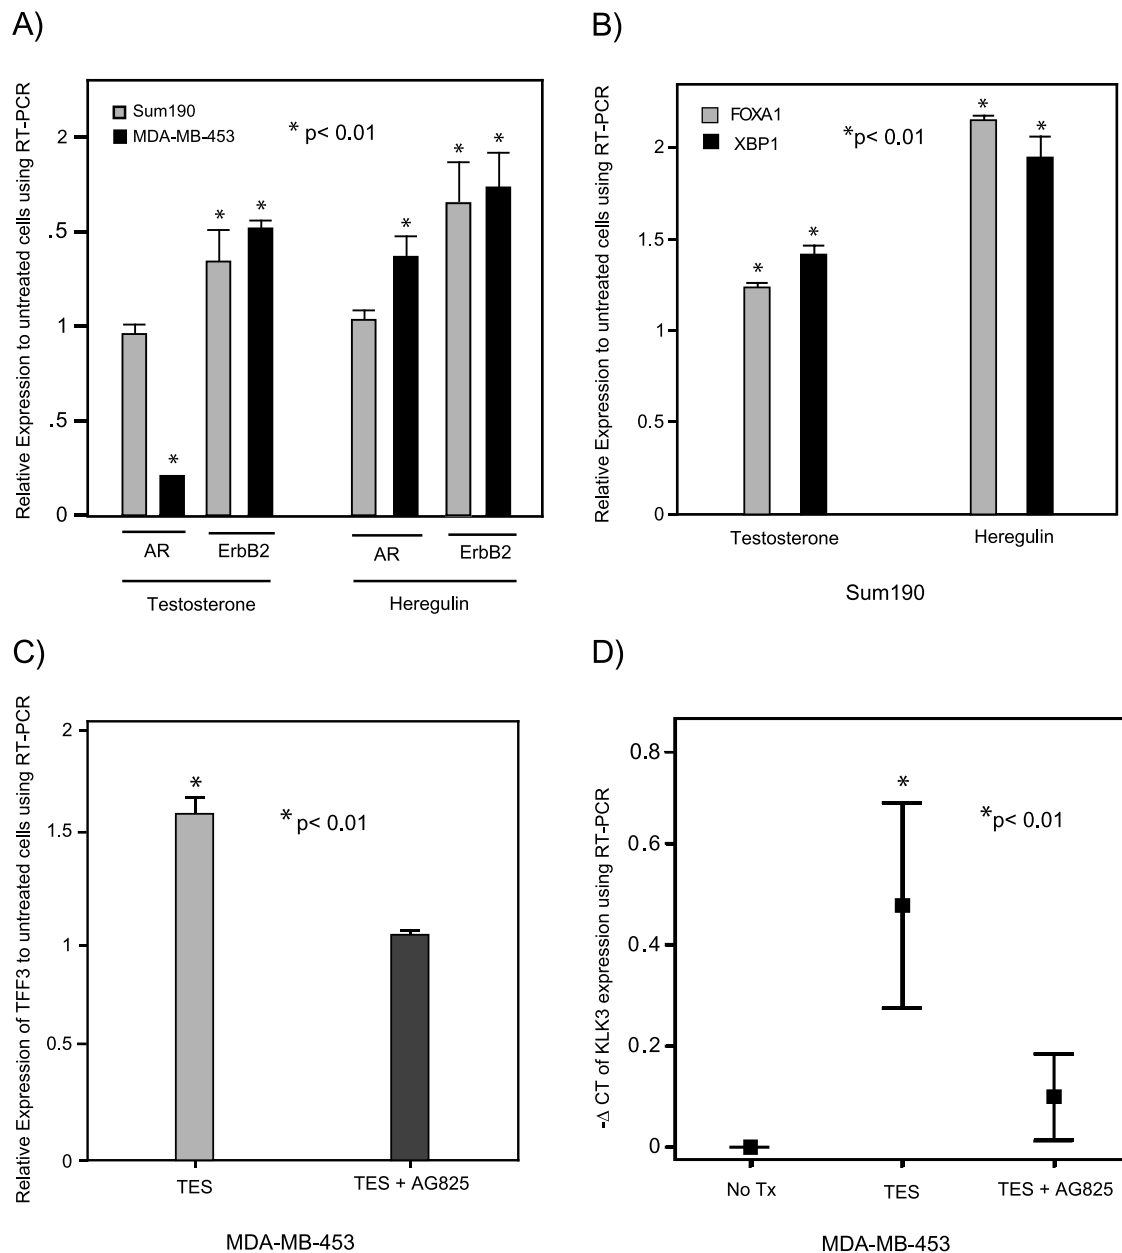 A)
Relative Expression to untreated cells using RT-PCR
Sum190
MDA-MB-453
* p< 0.01
2
.5
1
.5
0
* * * * * *
AR ErbB2 AR ErbB2
Testosterone Heregulin
B)
Relative Expression to untreated cells using RT-PCR
FOXA1
XBP1
*p< 0.01
2
1.5
1
0.5
0
* * * *
Testosterone Heregulin
Sum190
C)
Relative Expression of TFF3 to untreated cells using RT-PCR
2
1.5
1
0.5
0
*
* p< 0.01
TES TES + AG825
MDA-MB-453
D)
-Δ CT of KLK3 expression using RT-PCR
0.8
0.6
0.4
0.2
0
*
*p< 0.01
No Tx TES TES + AG825
MDA-MB-453